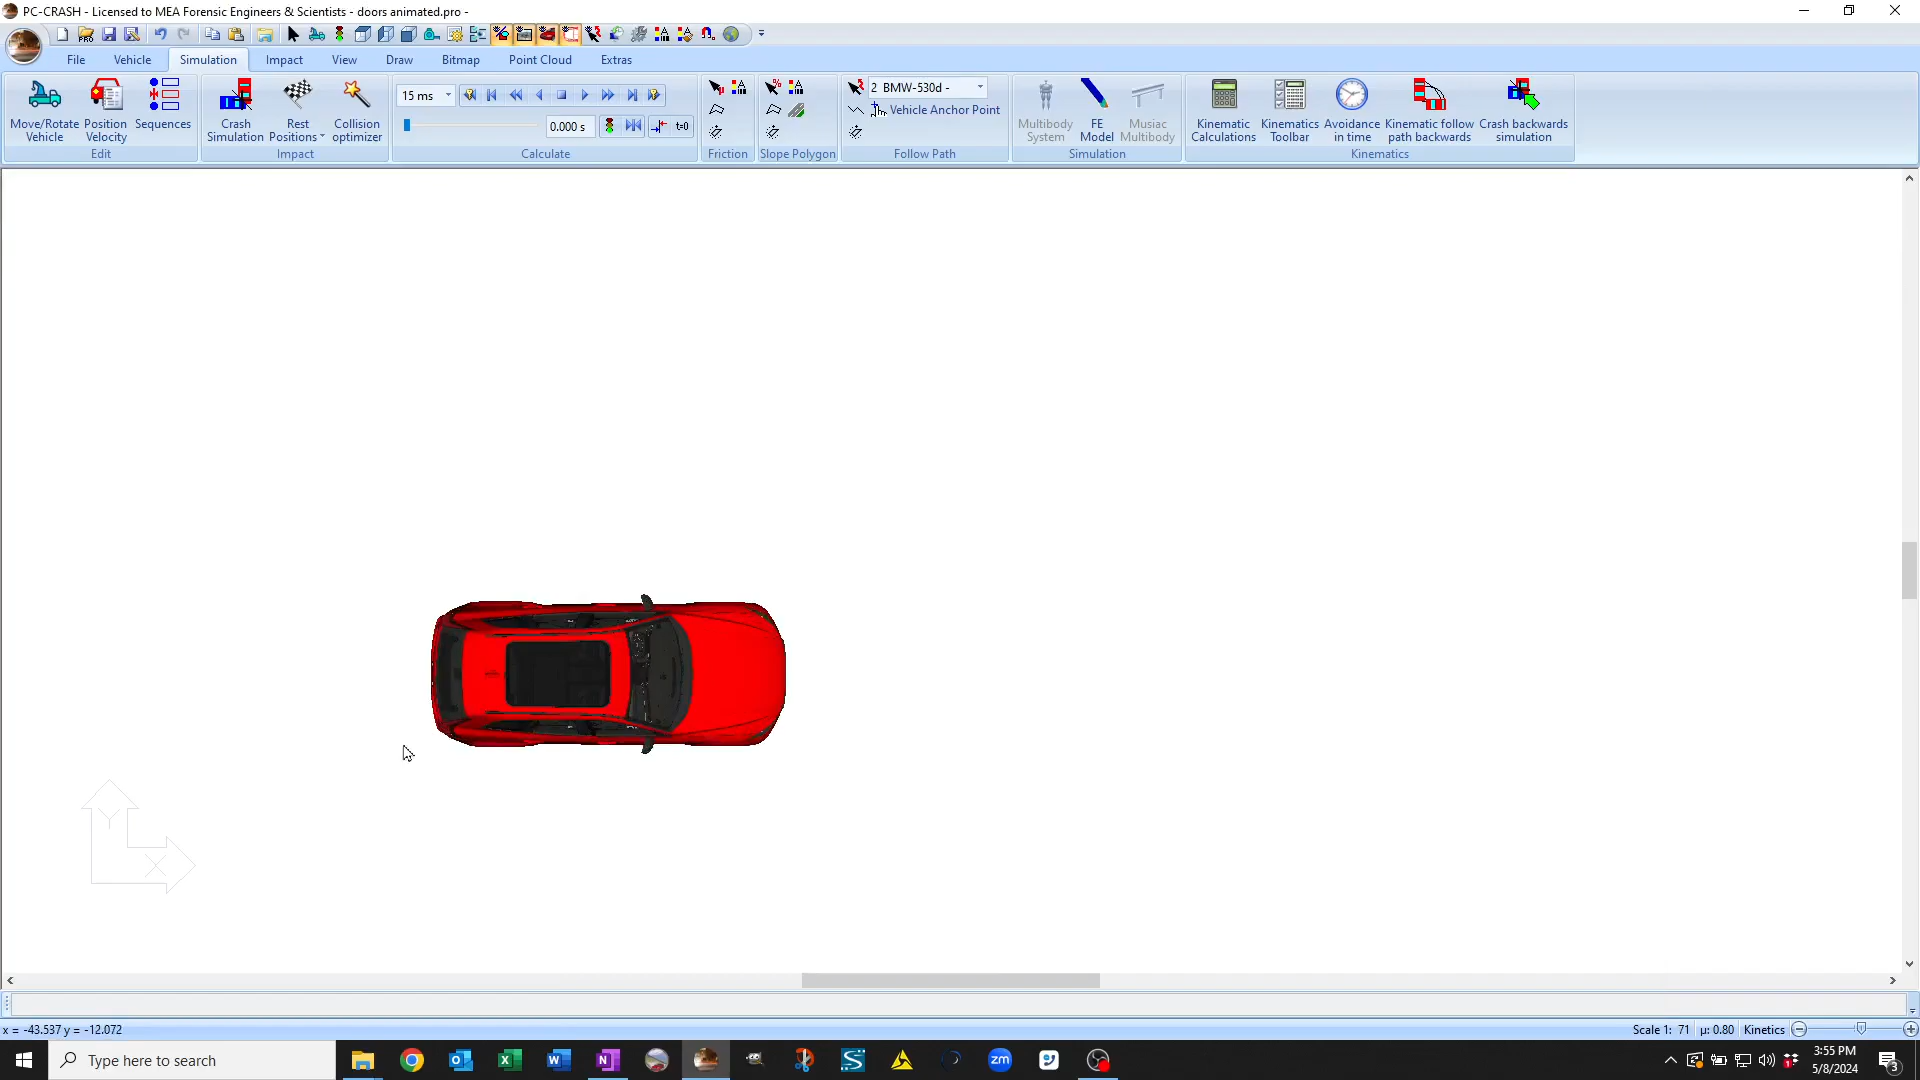 PC-CRASH - Licensed to MEA Forensic Engineers & Scientists - doors animated.pro -
File Vehicle Simulation Impact View Draw Bitmap Point Cloud Extras
15 ms
2 BMW-530d -
Vehicle Anchor Point
0.000 s
t=0
Move/Rotate Vehicle
Position Velocity
Sequences
Crash Simulation
Rest Positions
Collision optimizer
Multibody System
FE Model
Musiac Multibody
Kinematic Calculations
Kinematics Toolbar
Avoidance in time
Kinematic follow path backwards
Crash backwards simulation
Edit Impact Calculate Friction Slope Polygon Follow Path Simulation Kinematics
Y
X
x = -43.537 y = -12.072
Scale 1: 71 µ: 0.80 Kinetics
Type here to search
3:55 PM
5/8/2024
3